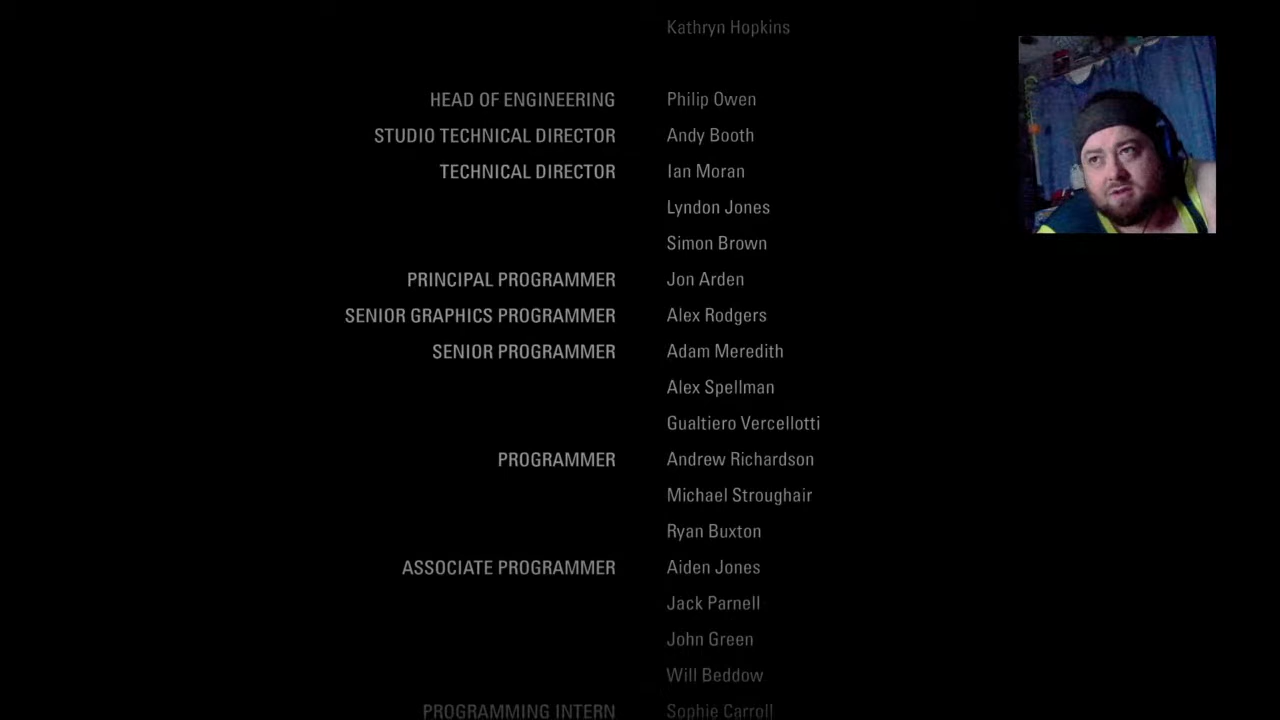 Kathryn Hopkins
HEAD OF ENGINEERING Philip Owen
STUDIO TECHNICAL DIRECTOR Andy Booth
TECHNICAL DIRECTOR Ian Moran
Lyndon Jones
Simon Brown
PRINCIPAL PROGRAMMER Jon Arden
SENIOR GRAPHICS PROGRAMMER Alex Rodgers
SENIOR PROGRAMMER Adam Meredith
Alex Spellman
Gualtiero Vercellotti
PROGRAMMER Andrew Richardson
Michael Stroughair
Ryan Buxton
ASSOCIATE PROGRAMMER Aiden Jones
Jack Parnell
John Green
Will Beddow
PROGRAMMING INTERN Sophie Carroll